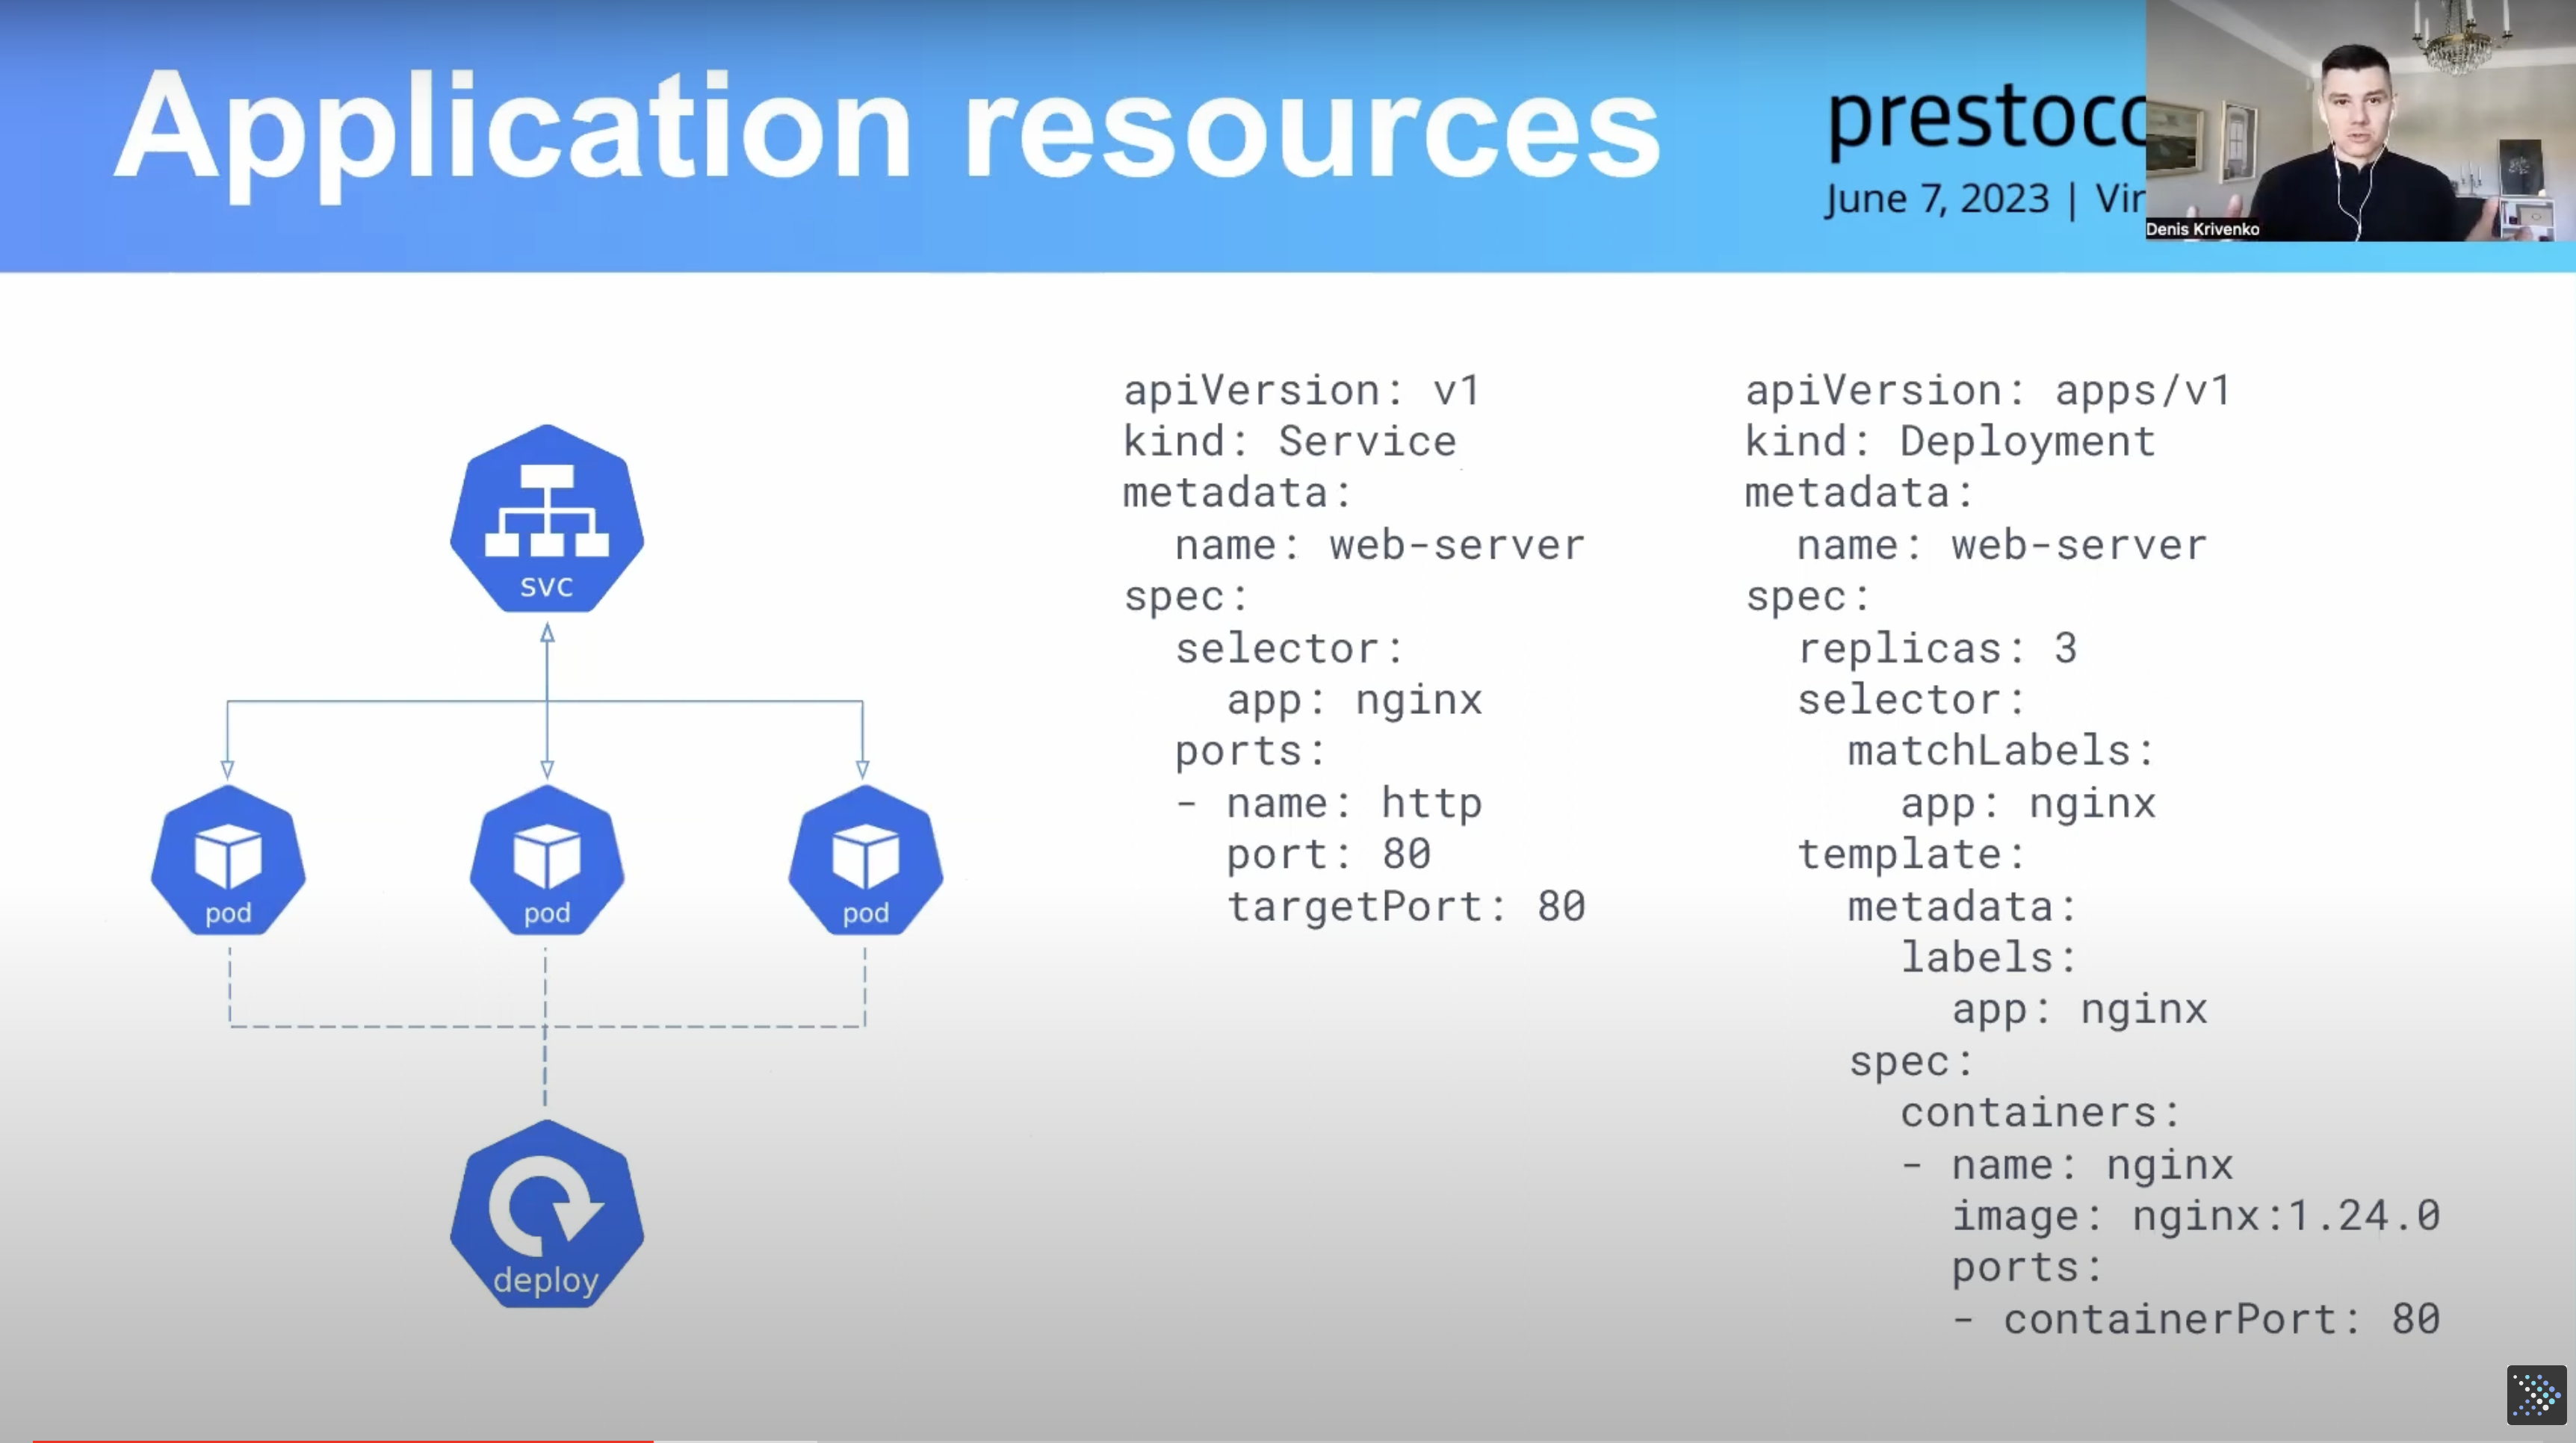 Application resources
prestoco
June 7, 2023 | Vir
Denis Krivenko
svc
pod
pod
pod
deploy
apiVersion: v1
kind: Service
metadata:
  name: web-server
spec:
  selector:
    app: nginx
  ports:
  - name: http
    port: 80
    targetPort: 80
apiVersion: apps/v1
kind: Deployment
metadata:
  name: web-server
spec:
  replicas: 3
  selector:
    matchLabels:
      app: nginx
  template:
    metadata:
      labels:
        app: nginx
    spec:
      containers:
      - name: nginx
        image: nginx:1.24.0
        ports:
        - containerPort: 80